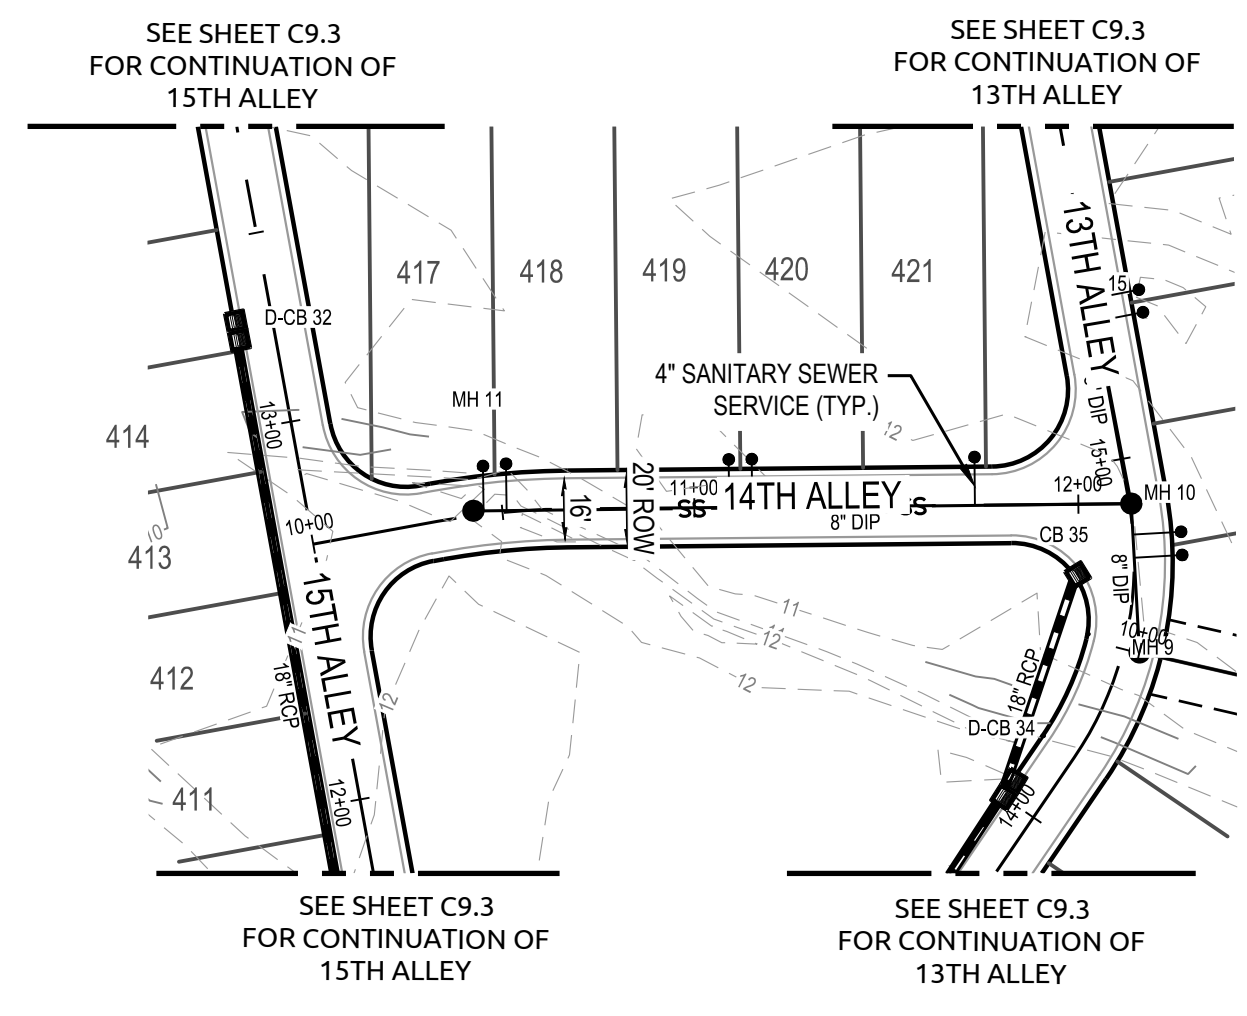 SEE SHEET C9.3
FOR CONTINUATION OF
15TH ALLEY
SEE SHEET C9.3
FOR CONTINUATION OF
13TH ALLEY
13TH ALLEY
417
418
419
420
421
15
D-CB 32
4" SANITARY SEWER
SERVICE (TYP.)
MH 11
DIP
13+00
12
414
15+00
20' ROW
16'
11+00
14TH ALLEY
SS
S
12+00
MH 10
8" DIP
10+00
10
CB 35
413
8" DIP
15TH ALLEY
11
11
11
12
10+00
MH 9
412
18" RCP
18" RCP
12
12
D-CB 34
411
12+00
14+00
SEE SHEET C9.3
FOR CONTINUATION OF
15TH ALLEY
SEE SHEET C9.3
FOR CONTINUATION OF
13TH ALLEY